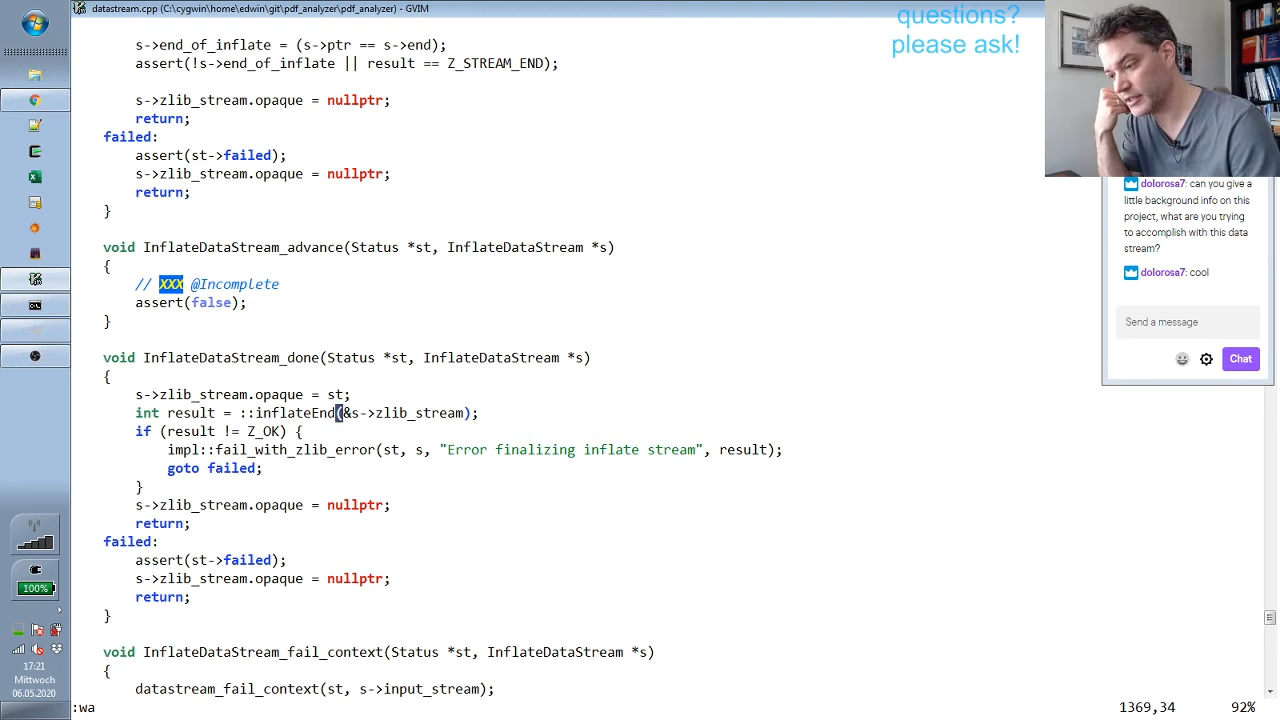 datastream.cpp (C:\cygwin\home\edwin\git\pdf_analyzer\pdf_analyzer) - GVIM
questions?
please ask!
s->end_of_inflate = (s->ptr == s->end);
assert(!s->end_of_inflate || result == Z_STREAM_END);
s->zlib_stream.opaque = nullptr;
return;
failed:
assert(st->failed);
s->zlib_stream.opaque = nullptr;
return;
}
void InflateDataStream_advance(Status *st, InflateDataStream *s)
{
// XXX @Incomplete
assert(false);
}
void InflateDataStream_done(Status *st, InflateDataStream *s)
{
s->zlib_stream.opaque = st;
int result = ::inflateEnd(&s->zlib_stream);
if (result != Z_OK) {
impl::fail_with_zlib_error(st, s, "Error finalizing inflate stream", result);
goto failed;
}
s->zlib_stream.opaque = nullptr;
return;
failed:
assert(st->failed);
s->zlib_stream.opaque = nullptr;
return;
}
void InflateDataStream_fail_context(Status *st, InflateDataStream *s)
{
datastream_fail_context(st, s->input_stream);
:wa
1369,34
92%
dolorosa7: can you give a
little background info on this
project, what are you trying
to accomplish with this data
stream?
dolorosa7: cool
Send a message
Chat
100%
17:21
Mittwoch
06.05.2020